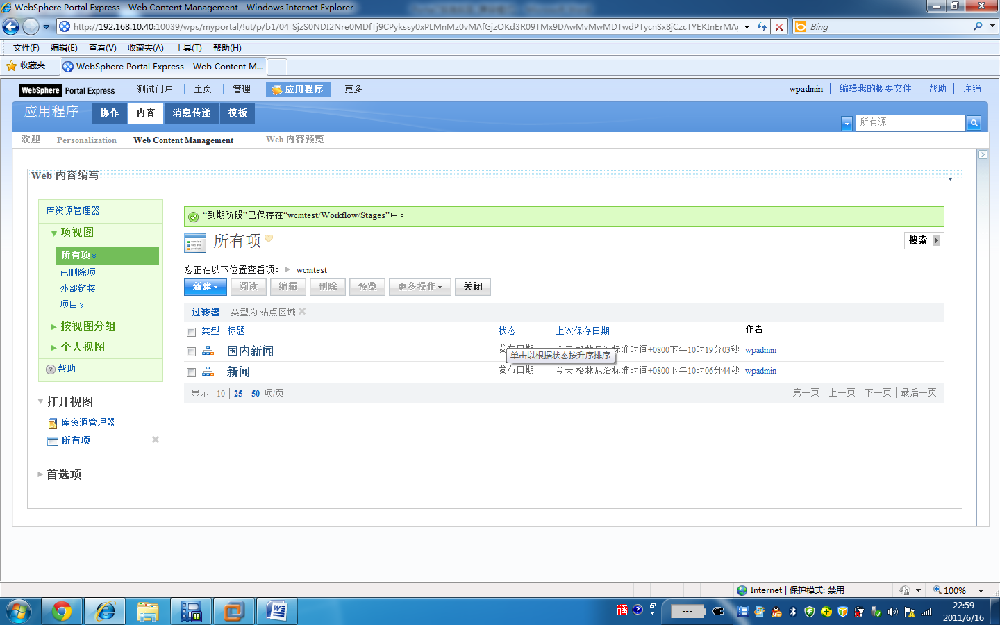 WebSphere Portal Express - Web Content Management - Windows Internet Explorer
http://192.168.10.40:10039/wps/myportal/!ut/p/b1/04_SjzS0NDI2Nre0MDfTj9CPykssy0xPLMnMz0vMAfGjzOKd3R09TMx9DAwMvMwMDTwdPTycnSx8jCzcTYEKInErMA
Bing
文件(F) 编辑(E) 查看(V) 收藏夹(A) 工具(T) 帮助(H)
收藏夹
WebSphere Portal Express - Web Content M...
WebSphere Portal Express
测试门户 主页 管理 应用程序 更多...
wpadmin 编辑我的概要文件 帮助 注销
应用程序 协作 内容 消息传递 模板
所有源
欢迎 Personalization Web Content Management Web 内容预览
Web 内容编写
库资源管理器
项视图
所有项
已删除项
外部链接
项目
按视图分组
个人视图
帮助
打开视图
库资源管理器
所有项
首选项
“到期阶段”已保存在“wcmtest/Workflow/Stages”中。
所有项
搜索
您正在以下位置查看项： wcmtest
新建 阅读 编辑 删除 预览 更多操作 关闭
过滤器 类型为 站点区域
类型 标题 状态 上次保存日期 作者
国内新闻 发布日期 今天 格林尼治标准时间+0800下午10时19分03秒 wpadmin
单击以根据状态按升序排序
新闻 发布日期 今天 格林尼治标准时间+0800下午10时06分44秒 wpadmin
显示 10 | 25 | 50 项/页
第一页 | 上一页 | 下一页 | 最后一页
Internet | 保护模式: 禁用
100%
---
22:59
2011/6/16